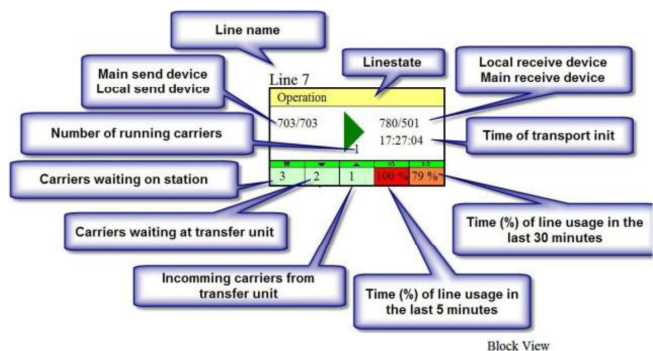 Line name
Linestate
Local receive device
Main receive device
Main send device
Local send device
Line 7
Operation
703/703
780/501
17:27:04
1
Number of running carriers
Time of transport init
3
2
1
100 %
79 %
Carriers waiting on station
Carriers waiting at transfer unit
Time (%) of line usage in the
last 30 minutes
Incomming carriers from
transfer unit
Time (%) of line usage in
the last 5 minutes
Block View